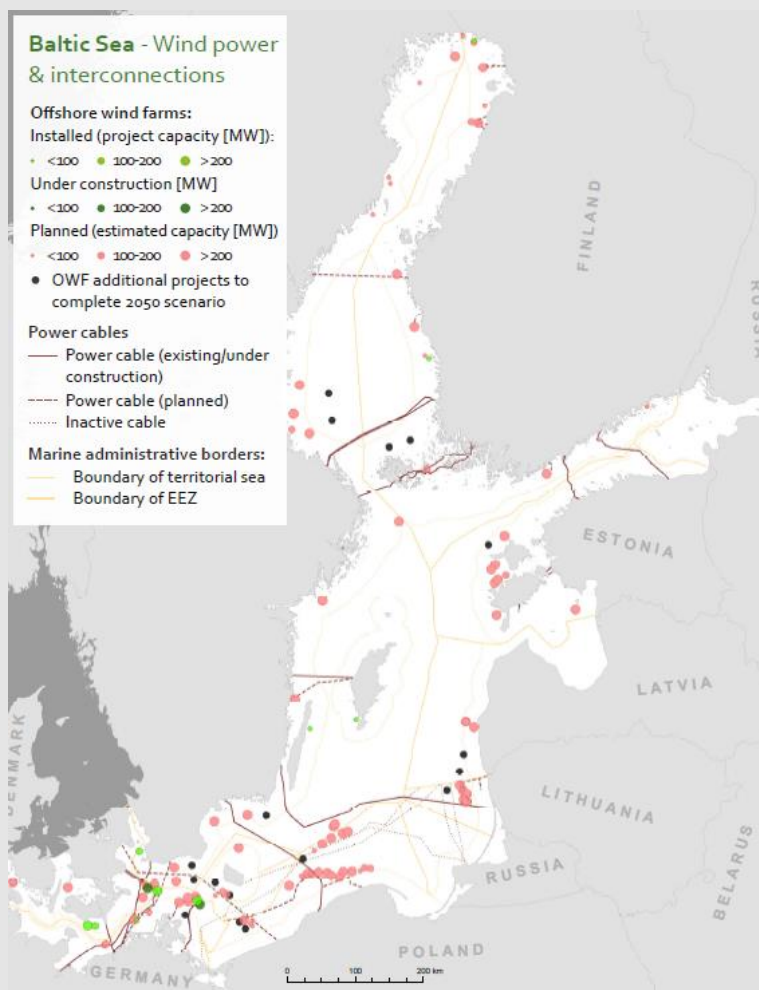 Baltic Sea - Wind power
& interconnections
Offshore wind farms:
Installed (project capacity [MW]):
<100 100-200 >200
Under construction [MW]
<100 100-200 >200
Planned (estimated capacity [MW])
<100 100-200 >200
OWF additional projects to
complete 2050 scenario
Power cables
Power cable (existing/under
construction)
Power cable (planned)
Inactive cable
Marine administrative borders:
Boundary of territorial sea
Boundary of EEZ
FINLAND
RUSSIA
ESTONIA
LATVIA
DENMARK
LITHUANIA
RUSSIA
BELARUS
POLAND
GERMANY
0 100 200 km